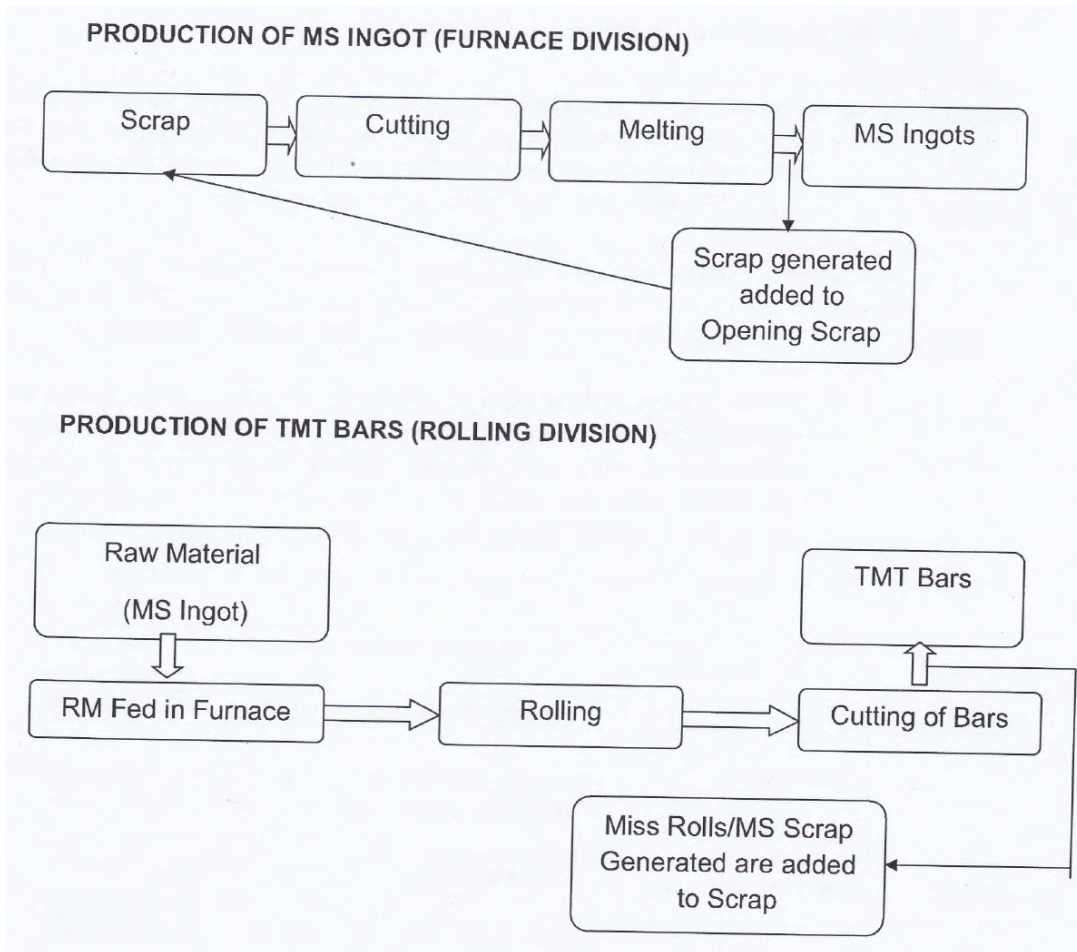 PRODUCTION OF MS INGOT (FURNACE DIVISION)
Scrap
Cutting
Melting
MS Ingots
Scrap generated
added to
Opening Scrap
PRODUCTION OF TMT BARS (ROLLING DIVISION)
Raw Material
(MS Ingot)
TMT Bars
RM Fed in Furnace
Rolling
Cutting of Bars
Miss Rolls/MS Scrap
Generated are added
to Scrap